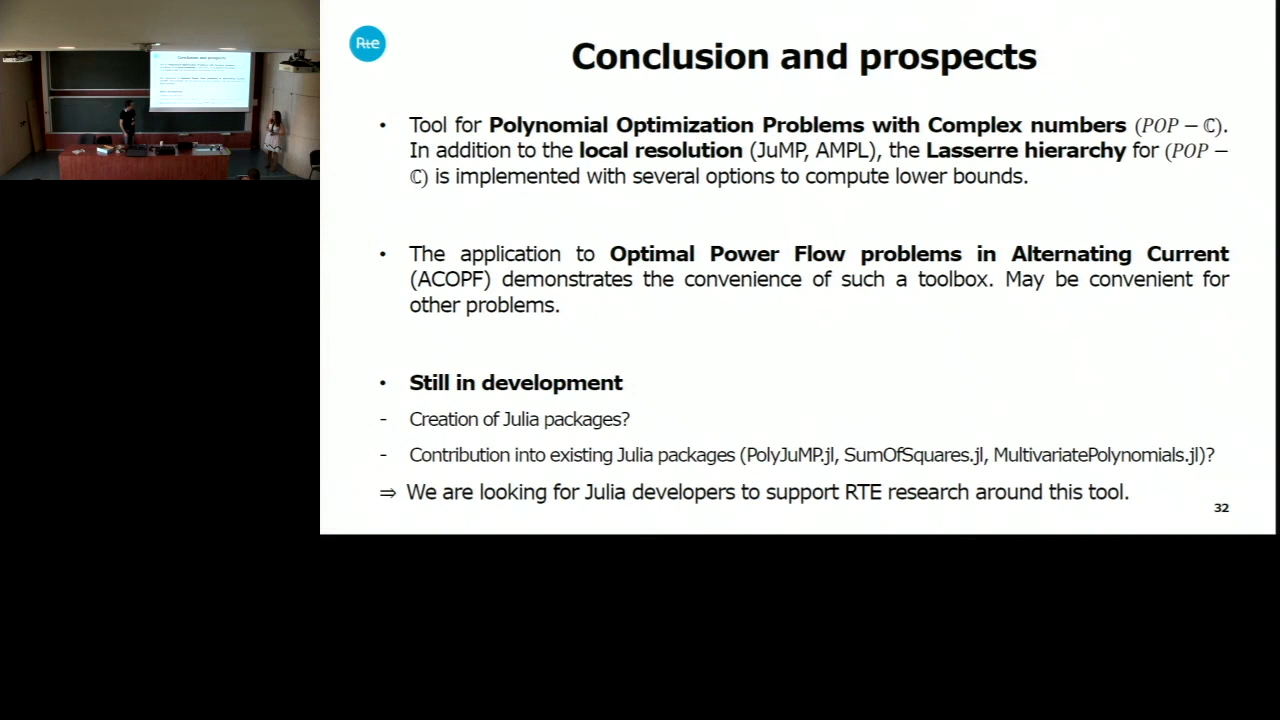 Rte
Conclusion and prospects
• Tool for Polynomial Optimization Problems with Complex numbers (POP – ℂ).
In addition to the local resolution (JuMP, AMPL), the Lasserre hierarchy for (POP –
ℂ) is implemented with several options to compute lower bounds.
• The application to Optimal Power Flow problems in Alternating Current
(ACOPF) demonstrates the convenience of such a toolbox. May be convenient for
other problems.
• Still in development
- Creation of Julia packages?
- Contribution into existing Julia packages (PolyJuMP.jl, SumOfSquares.jl, MultivariatePolynomials.jl)?
⇒ We are looking for Julia developers to support RTE research around this tool.
32
Conclusion and prospects